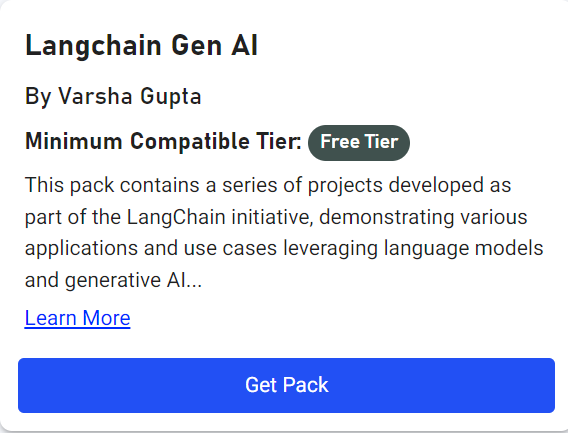 Langchain Gen AI
By Varsha Gupta
Minimum Compatible Tier: Free Tier
This pack contains a series of projects developed as
part of the LangChain initiative, demonstrating various
applications and use cases leveraging language models
and generative AI...
Learn More
Get Pack